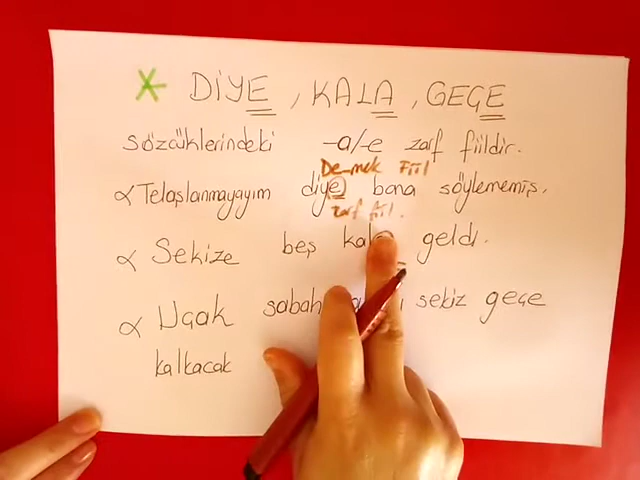 * DİYE, KALA, GEÇE
sözcüklerindeki -a/-e zarf fiildir.
De-mek Fiil
α Telaşlanmayayım diye bana söylememiş.
zarf fiil.
α Sekize beş geldi.
α Uçak sabah sekiz geçe
kalkacak